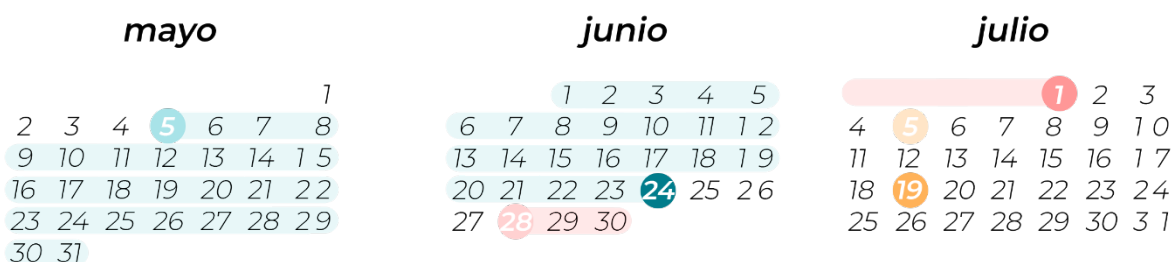 mayo
1
2 3 4 5 6 7 8
9 10 11 12 13 14 15
16 17 18 19 20 21 22
23 24 25 26 27 28 29
30 31
junio
1 2 3 4 5
6 7 8 9 10 11 12
13 14 15 16 17 18 19
20 21 22 23 24 25 26
27 28 29 30
julio
1 2 3
4 5 6 7 8 9 10
11 12 13 14 15 16 17
18 19 20 21 22 23 24
25 26 27 28 29 30 31